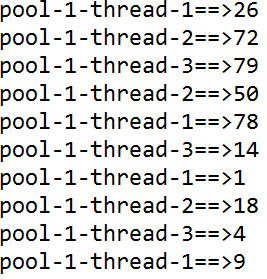 pool-1-thread-1==>26
pool-1-thread-2==>72
pool-1-thread-3==>79
pool-1-thread-2==>50
pool-1-thread-1==>78
pool-1-thread-3==>14
pool-1-thread-1==>1
pool-1-thread-2==>18
pool-1-thread-3==>4
pool-1-thread-1==>9